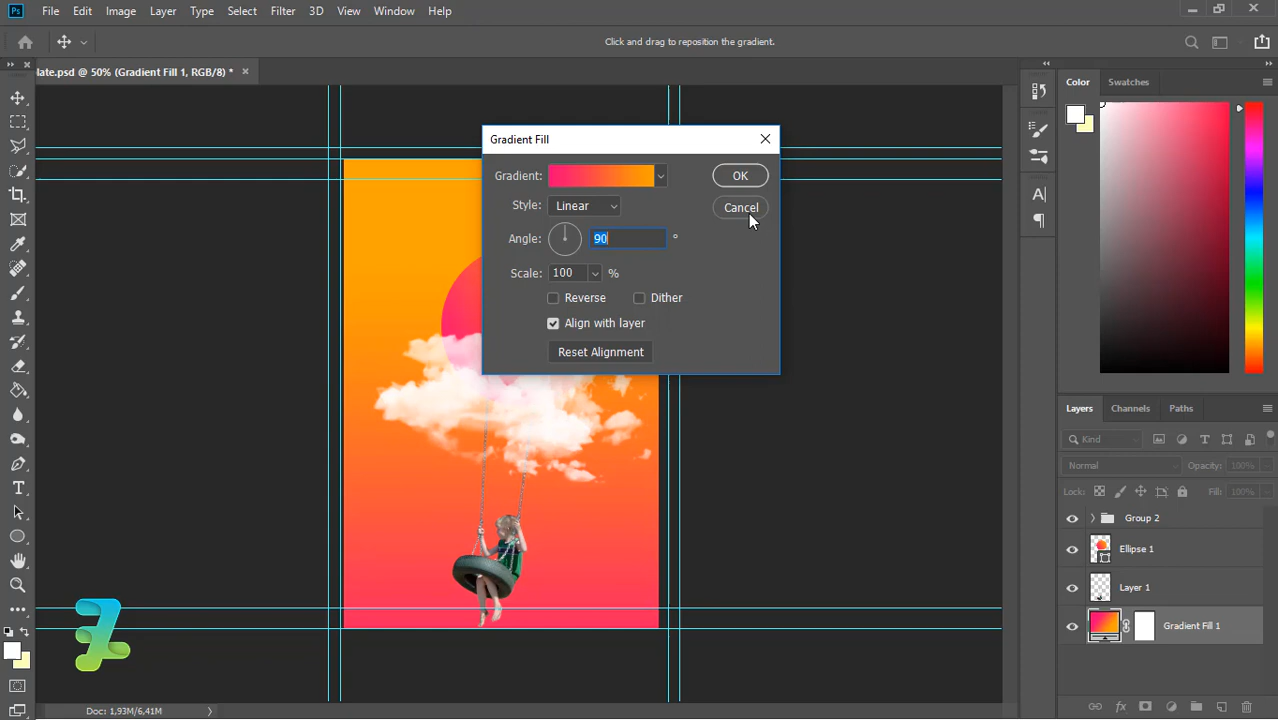 Ps File Edit Image Layer Type Select Filter 3D View Window Help
Click and drag to reposition the gradient.
late.psd @ 50% (Gradient Fill 1, RGB/8) *
Gradient Fill
Gradient:
OK
Style: Linear
Cancel
Angle: 90 °
Scale: 100 %
Reverse Dither
Align with layer
Reset Alignment
Color Swatches
Layers Channels Paths
Kind
Normal Opacity: 100%
Lock: Fill: 100%
Group 2
Ellipse 1
Layer 1
Gradient Fill 1
Doc: 1,93M/6,41M